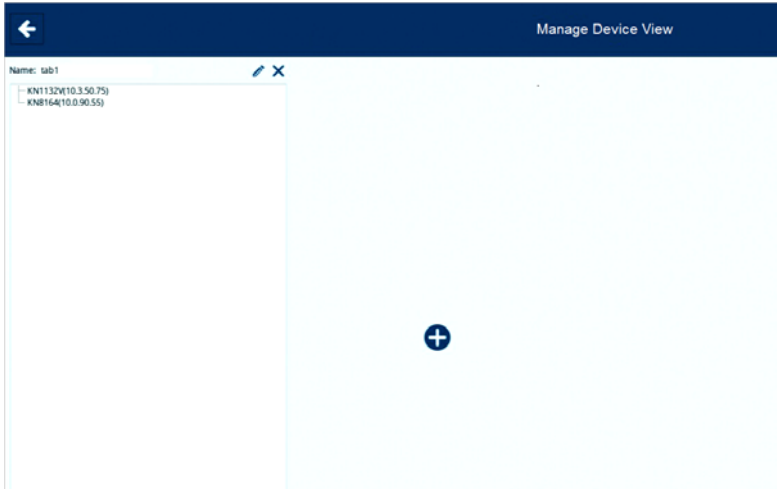 Manage Device View
Name: tab1
KN1132V(10.3.50.75)
KN8164(10.0.90.55)